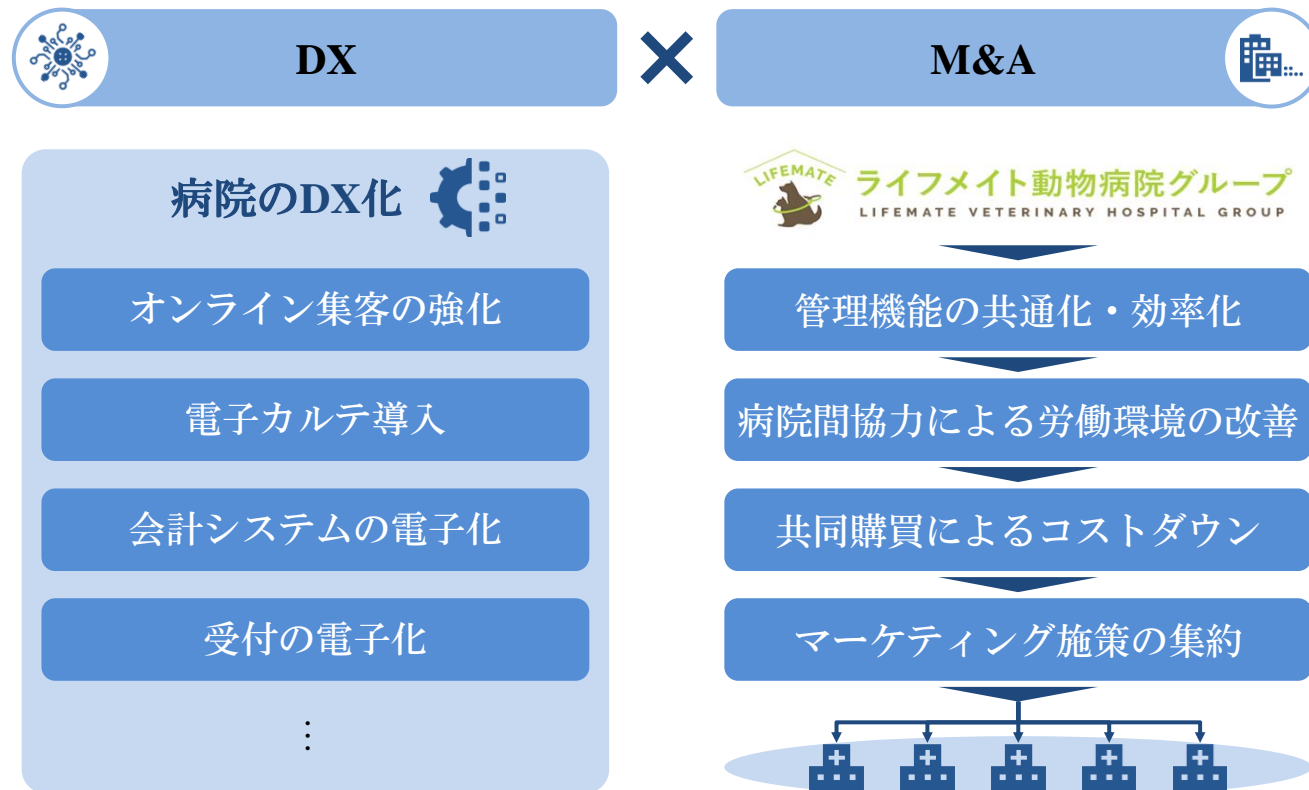 DX
×
M&A
病院のDX化
オンライン集客の強化
電子カルテ導入
会計システムの電子化
受付の電子化
⋮
LIFEMATE
ライフメイト動物病院グループ
LIFEMATE VETERINARY HOSPITAL GROUP
管理機能の共通化・効率化
病院間協力による労働環境の改善
共同購買によるコストダウン
マーケティング施策の集約